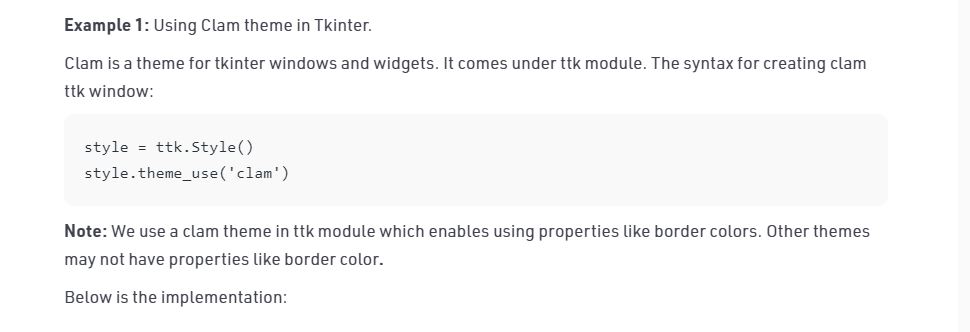 Example 1: Using Clam theme in Tkinter.
Clam is a theme for tkinter windows and widgets. It comes under ttk module. The syntax for creating clam
ttk window:
style = ttk.Style()
style.theme_use('clam')
Note: We use a clam theme in ttk module which enables using properties like border colors. Other themes
may not have properties like border color.
Below is the implementation: